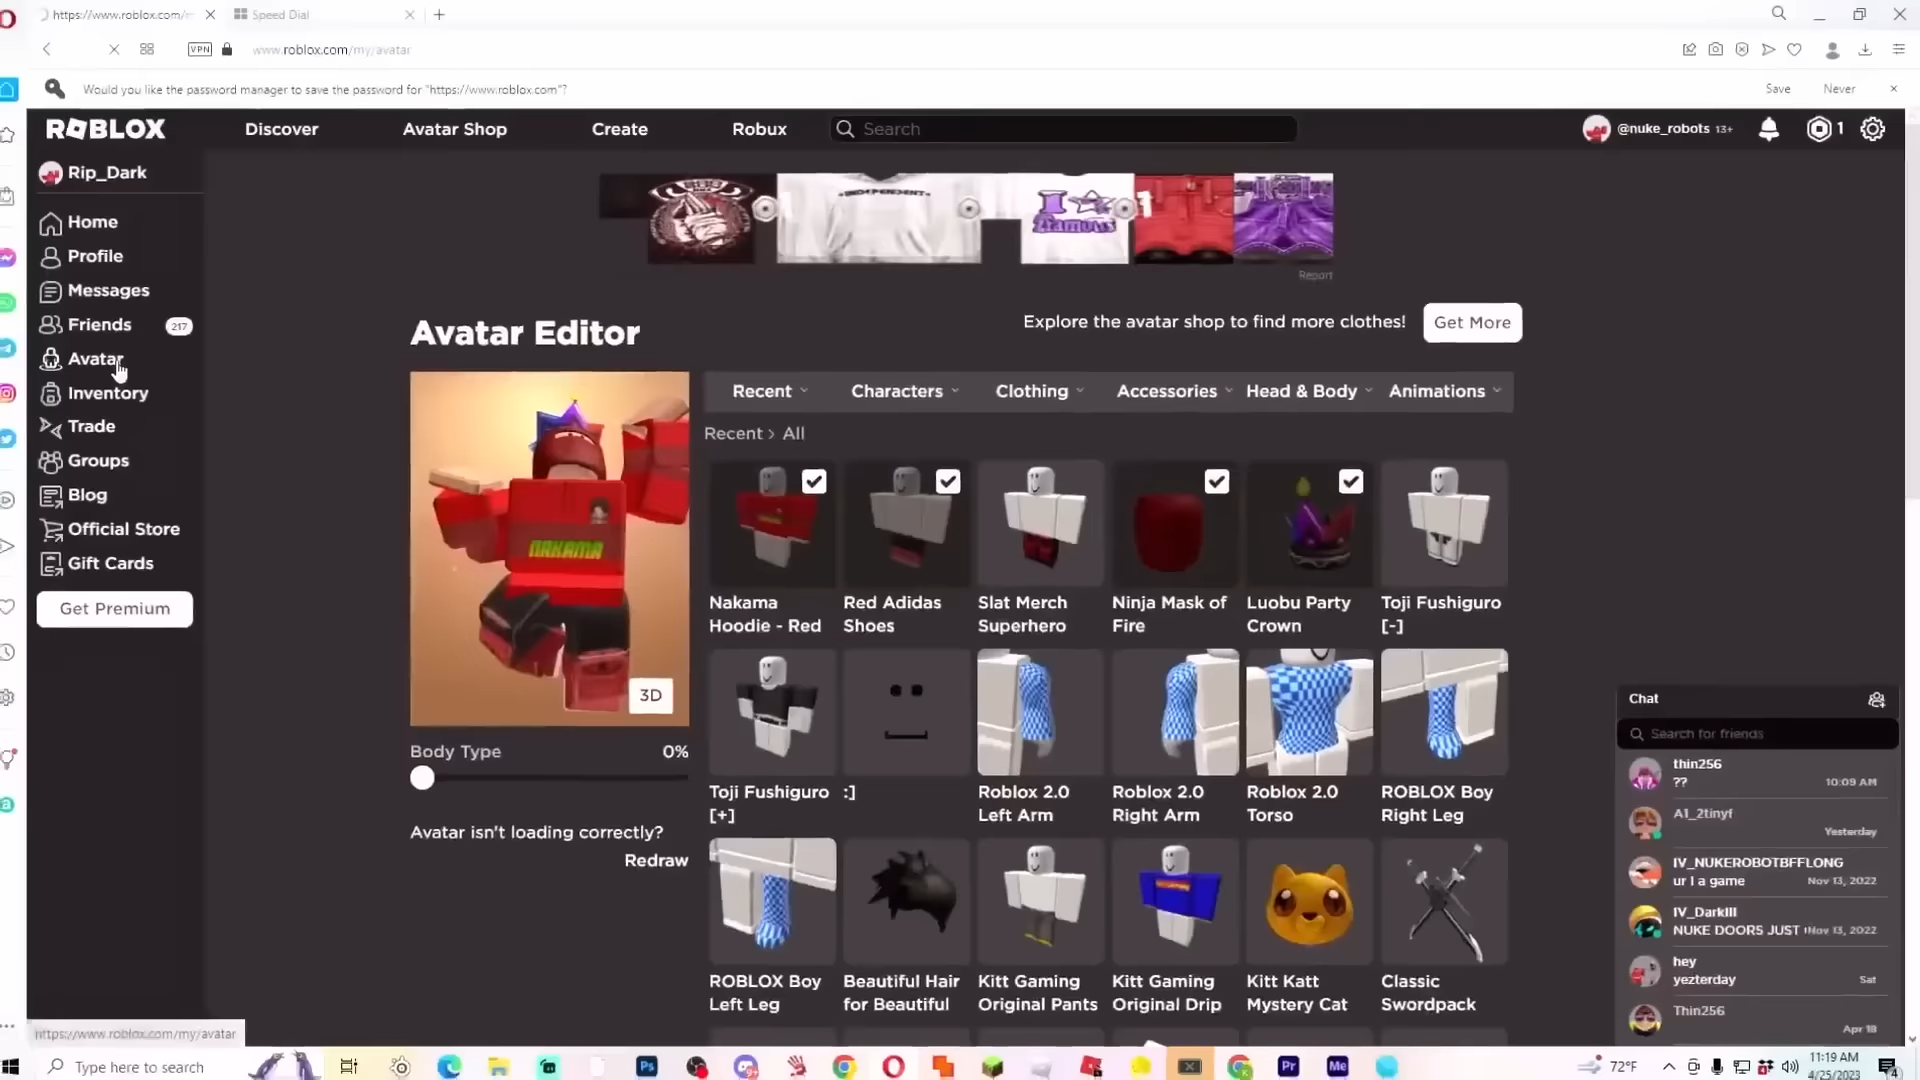 https://www.roblox.com/m
Speed Dial
VPN
www.roblox.com/my/avatar
Would you like the password manager to save the password for "https://www.roblox.com"?
Save
Never
ROBLOX
Discover
Avatar Shop
Create
Robux
Search
@nuke_robots 13+
1
Rip_Dark
Home
Profile
Messages
Friends
217
Avatar
Inventory
Trade
Groups
Blog
Official Store
Gift Cards
Get Premium
INDEPENDENT
I
famous
Report
Avatar Editor
Explore the avatar shop to find more clothes!
Get More
NAKAMA
3D
Body Type
0%
Avatar isn't loading correctly?
Redraw
Recent
Characters
Clothing
Accessories
Head & Body
Animations
Recent > All
Nakama
Hoodie - Red
Red Adidas
Shoes
Slat Merch
Superhero
Ninja Mask of
Fire
Luobu Party
Crown
Toji Fushiguro
[-]
Toji Fushiguro
[+]
:]
Roblox 2.0
Left Arm
Roblox 2.0
Right Arm
Roblox 2.0
Torso
ROBLOX Boy
Right Leg
ROBLOX Boy
Left Leg
Beautiful Hair
for Beautiful
Kitt Gaming
Original Pants
Kitt Gaming
Original Drip
Kitt Katt
Mystery Cat
Classic
Swordpack
Chat
Search for friends
thin256
??
10:09 AM
A1_2tinyf
Yesterday
IV_NUKEROBOTBFFLONG
ur l a game
Nov 13, 2022
IV_DarkIII
NUKE DOORS JUST
Nov 13, 2022
hey
yezterday
Sat
Thin256
Apr 18
https://www.roblox.com/my/avatar
Type here to search
Ps
Pr
Me
72°F
11:19 AM
4/25/2023
4